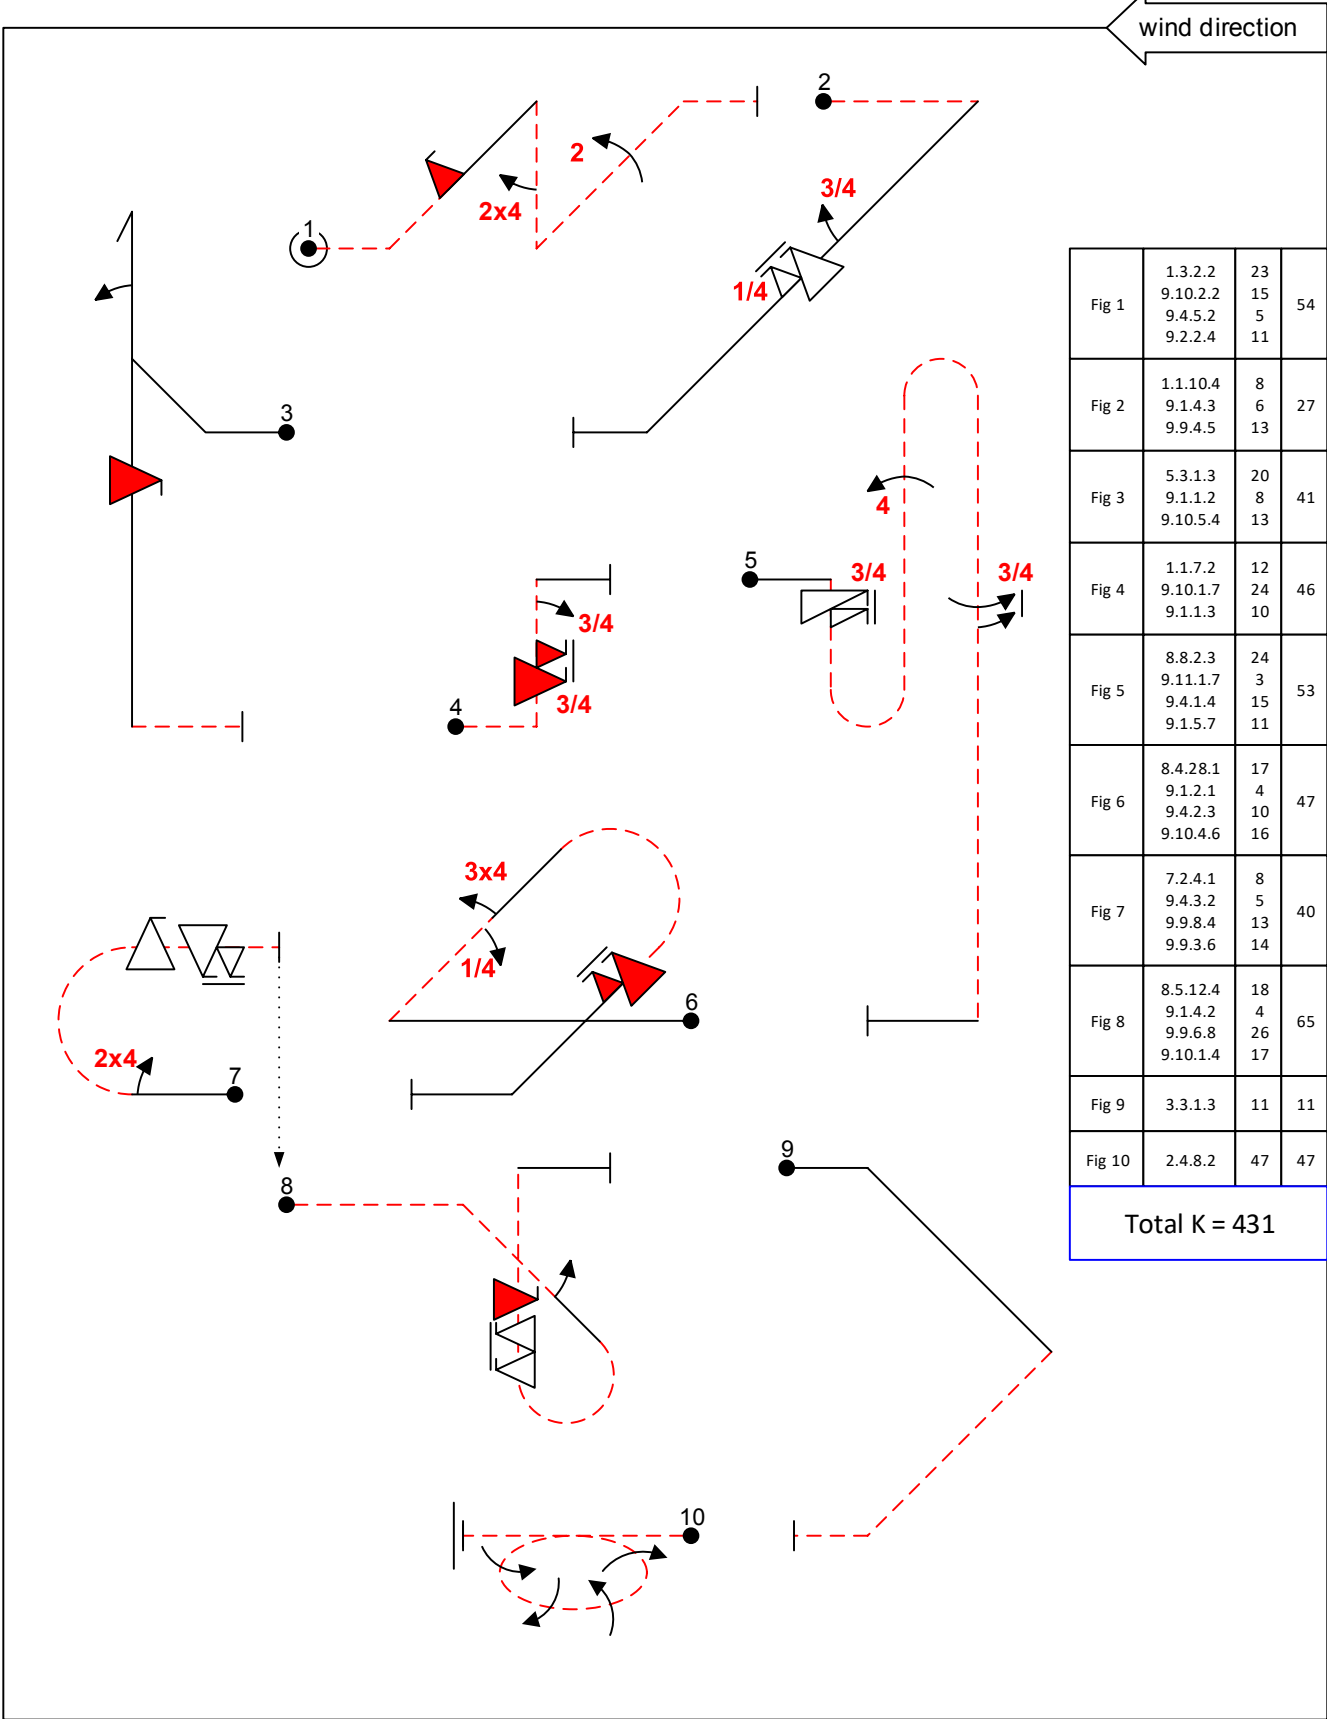 wind direction
1
2
2
2x4
3/4
1/4
3
4
3/4
3/4
5
3/4
4
3/4
6
3x4
1/4
7
2x4
8
9
10
Fig 1 1.3.2.2 23 54
9.10.2.2 15
9.4.5.2 5
9.2.2.4 11
Fig 2 1.1.10.4 8 27
9.1.4.3 6
9.9.4.5 13
Fig 3 5.3.1.3 20 41
9.1.1.2 8
9.10.5.4 13
Fig 4 1.1.7.2 12 46
9.10.1.7 24
9.1.1.3 10
Fig 5 8.8.2.3 24 53
9.11.1.7 3
9.4.1.4 15
9.1.5.7 11
Fig 6 8.4.28.1 17 47
9.1.2.1 4
9.4.2.3 10
9.10.4.6 16
Fig 7 7.2.4.1 8 40
9.4.3.2 5
9.9.8.4 13
9.9.3.6 14
Fig 8 8.5.12.4 18 65
9.1.4.2 4
9.9.6.8 26
9.10.1.4 17
Fig 9 3.3.1.3 11 11
Fig 10 2.4.8.2 47 47
Total K = 431